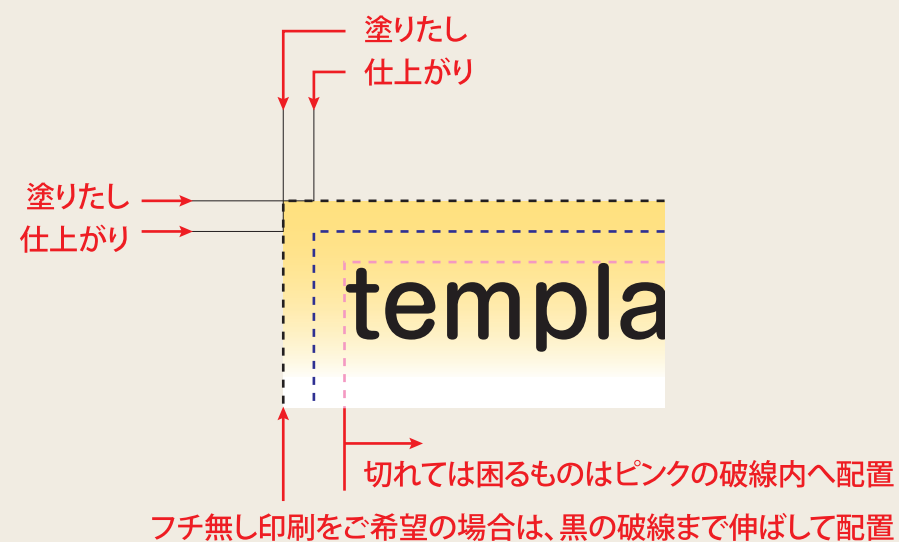 塗りたし
仕上がり
塗りたし
仕上がり
templa
切れては困るものはピンクの破線内へ配置
フチ無し印刷をご希望の場合は、黒の破線まで伸ばして配置